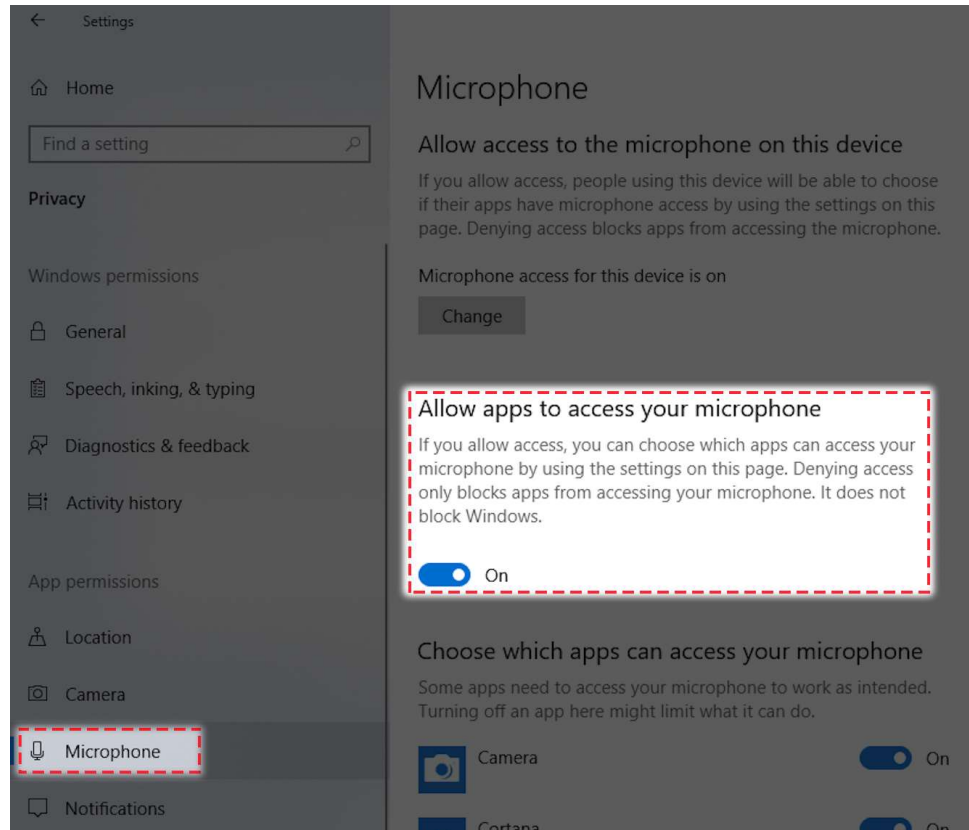 Settings
Home
Find a setting
Privacy
Windows permissions
General
Speech, inking, & typing
Diagnostics & feedback
Activity history
App permissions
Location
Camera
Microphone
Notifications
Microphone
Allow access to the microphone on this device
If you allow access, people using this device will be able to choose
if their apps have microphone access by using the settings on this
page. Denying access blocks apps from accessing the microphone.
Microphone access for this device is on
Change
Allow apps to access your microphone
If you allow access, you can choose which apps can access your
microphone by using the settings on this page. Denying access
only blocks apps from accessing your microphone. It does not
block Windows.
On
Choose which apps can access your microphone
Some apps need to access your microphone to work as intended.
Turning off an app here might limit what it can do.
Camera On
Cortana On